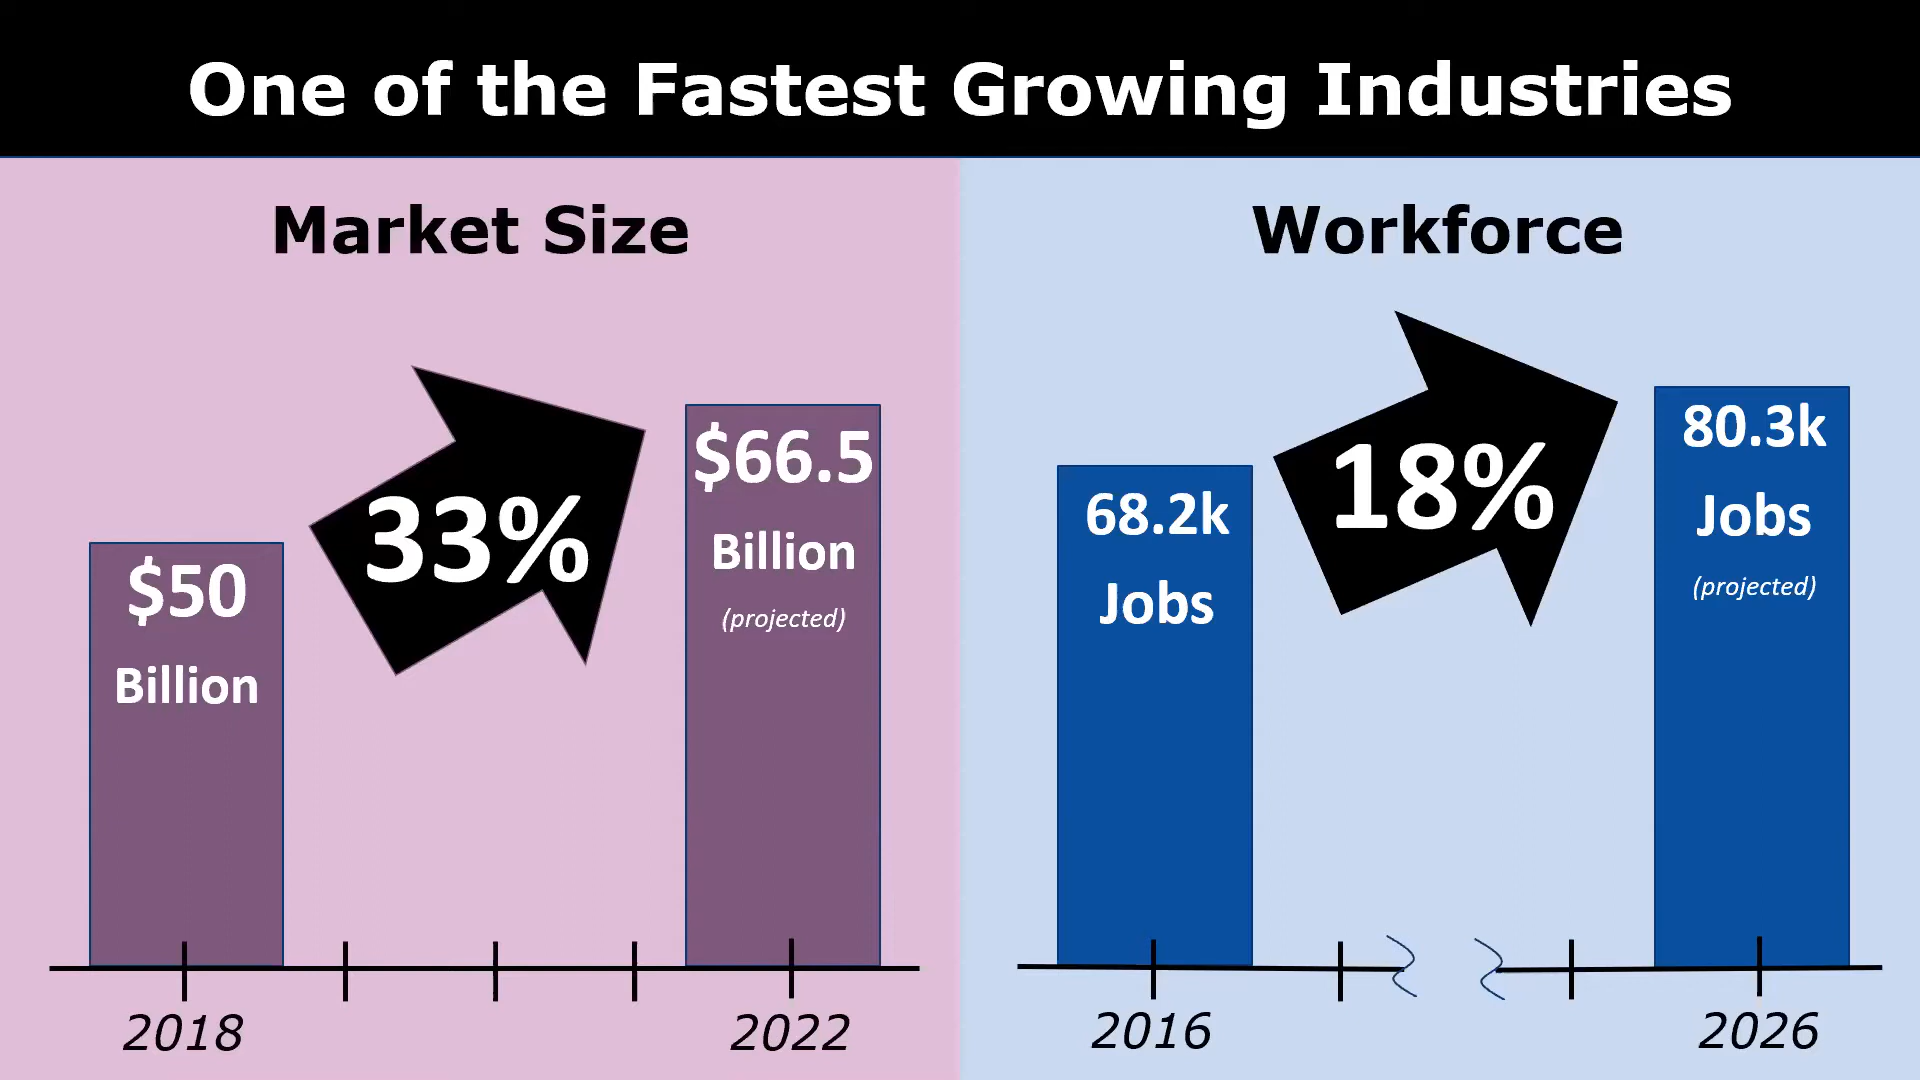 One of the Fastest Growing Industries
Market Size
$50
Billion
33%
$66.5
Billion
(projected)
2018
2022
Workforce
68.2k
Jobs
18%
80.3k
Jobs
(projected)
2016
2026